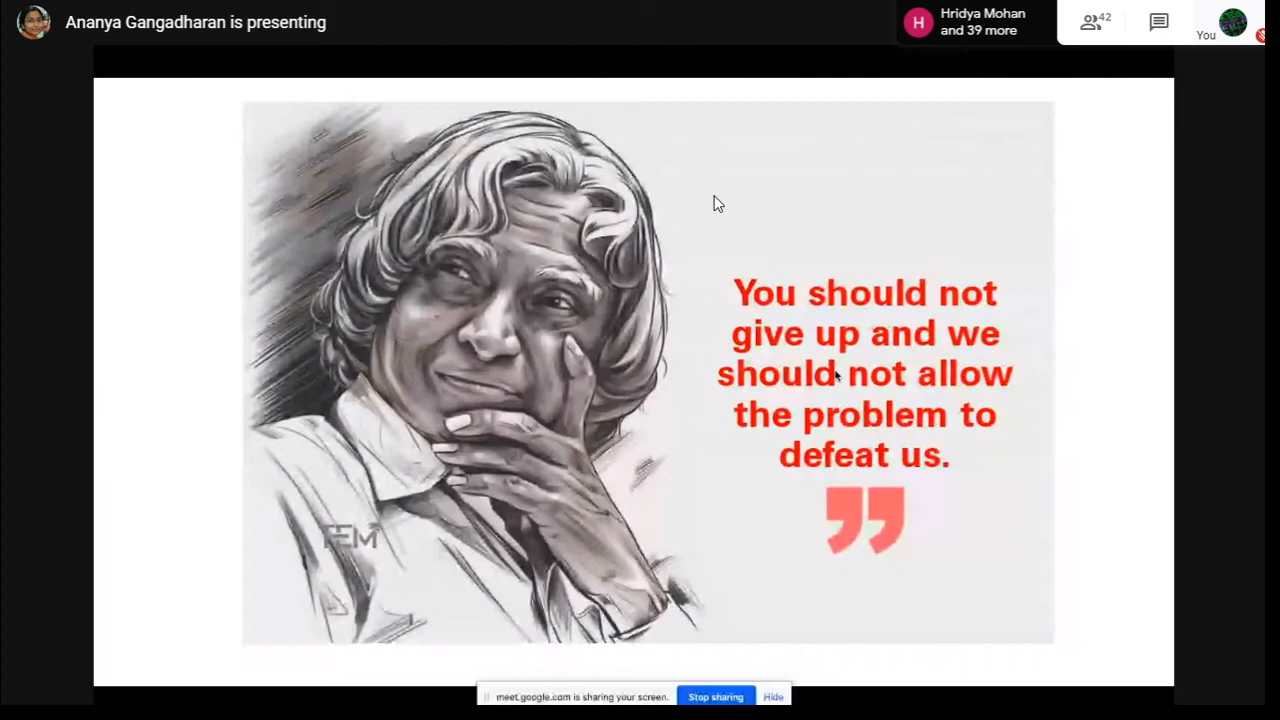 Ananya Gangadharan is presenting
H
Hridya Mohan
and 39 more
42
You
You should not
give up and we
should not allow
the problem to
defeat us.
”
FEM
meet.google.com is sharing your screen.
Stop sharing
Hide